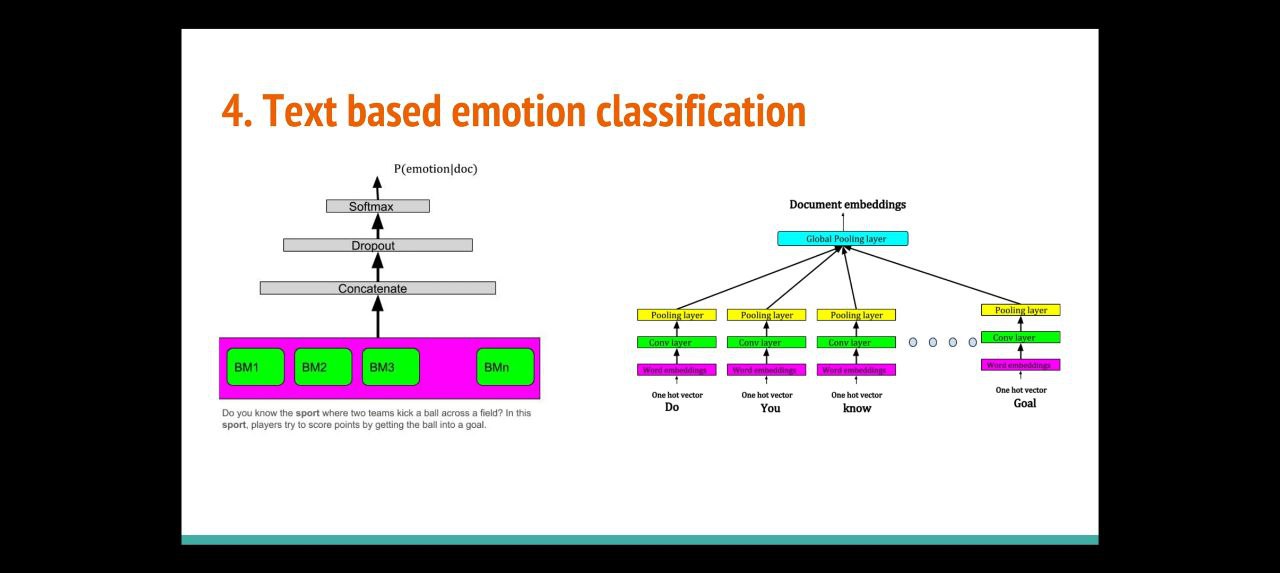 4. Text based emotion classification
P(emotion|doc)
Softmax
Dropout
Concatenate
BM1 BM2 BM3 BMn
Do you know the sport where two teams kick a ball across a field? In this
sport, players try to score points by getting the ball into a goal.
Document embeddings
Global Pooling layer
Pooling layer Pooling layer Pooling layer Pooling layer
Conv layer Conv layer Conv layer Conv layer
Word embeddings Word embeddings Word embeddings Word embeddings
One hot vector One hot vector One hot vector One hot vector
Do You know Goal